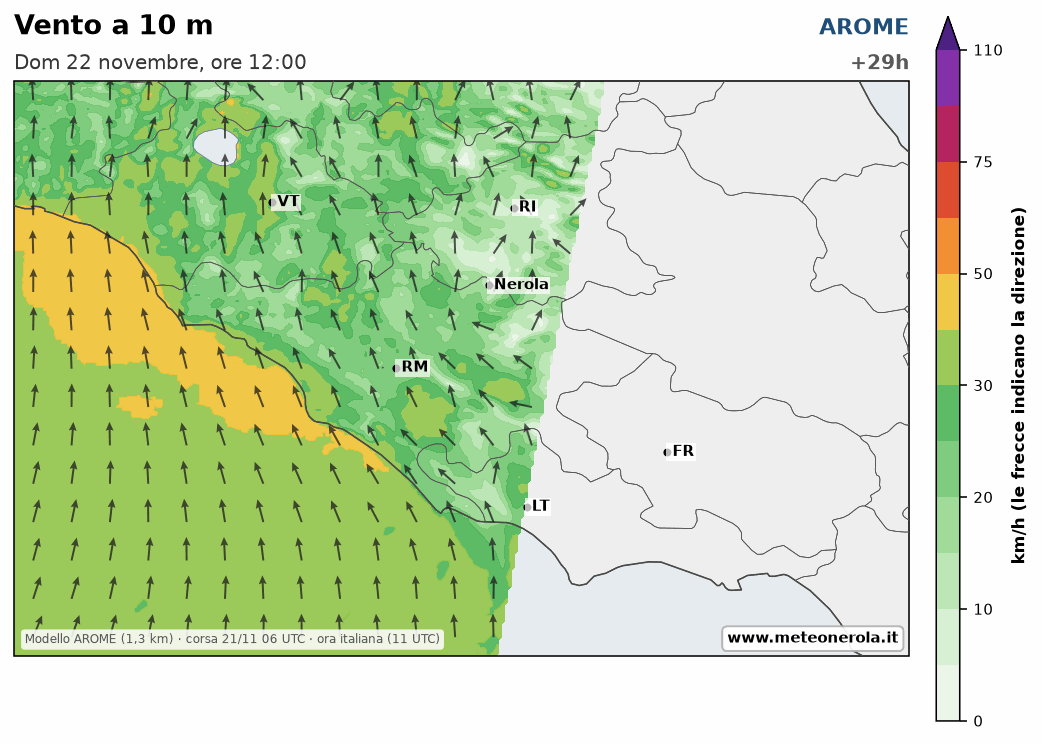 Vento a 10 m
AROME
Dom 22 novembre, ore 12:00
+29h
VT
RI
Nerola
RM
FR
LT
Modello AROME (1,3 km) · corsa 21/11 06 UTC · ora italiana (11 UTC)
www.meteonerola.it
110
75
50
30
20
10
0
km/h (le frecce indicano la direzione)